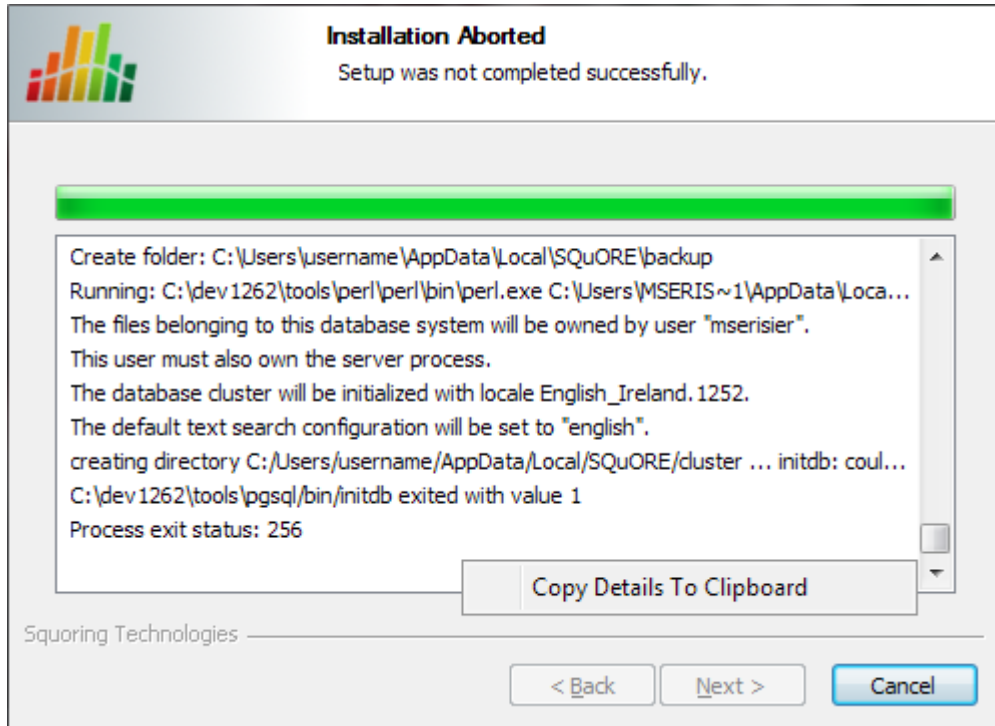 Installation Aborted
Setup was not completed successfully.
Create folder: C:\Users\username\AppData\Local\SQuORE\backup
Running: C:\dev1262\tools\perl\perl\bin\perl.exe C:\Users\MSERIS~1\AppData\Loca...
The files belonging to this database system will be owned by user "mserisier".
This user must also own the server process.
The database cluster will be initialized with locale English_Ireland.1252.
The default text search configuration will be set to "english".
creating directory C:/Users/username/AppData/Local/SQuORE/cluster ... initdb: coul...
C:\dev1262\tools\pgsql/bin/initdb exited with value 1
Process exit status: 256
Copy Details To Clipboard
Squoring Technologies
< Back
Next >
Cancel